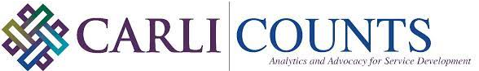 CARLI COUNTS
Analytics and Advocacy for Service Development